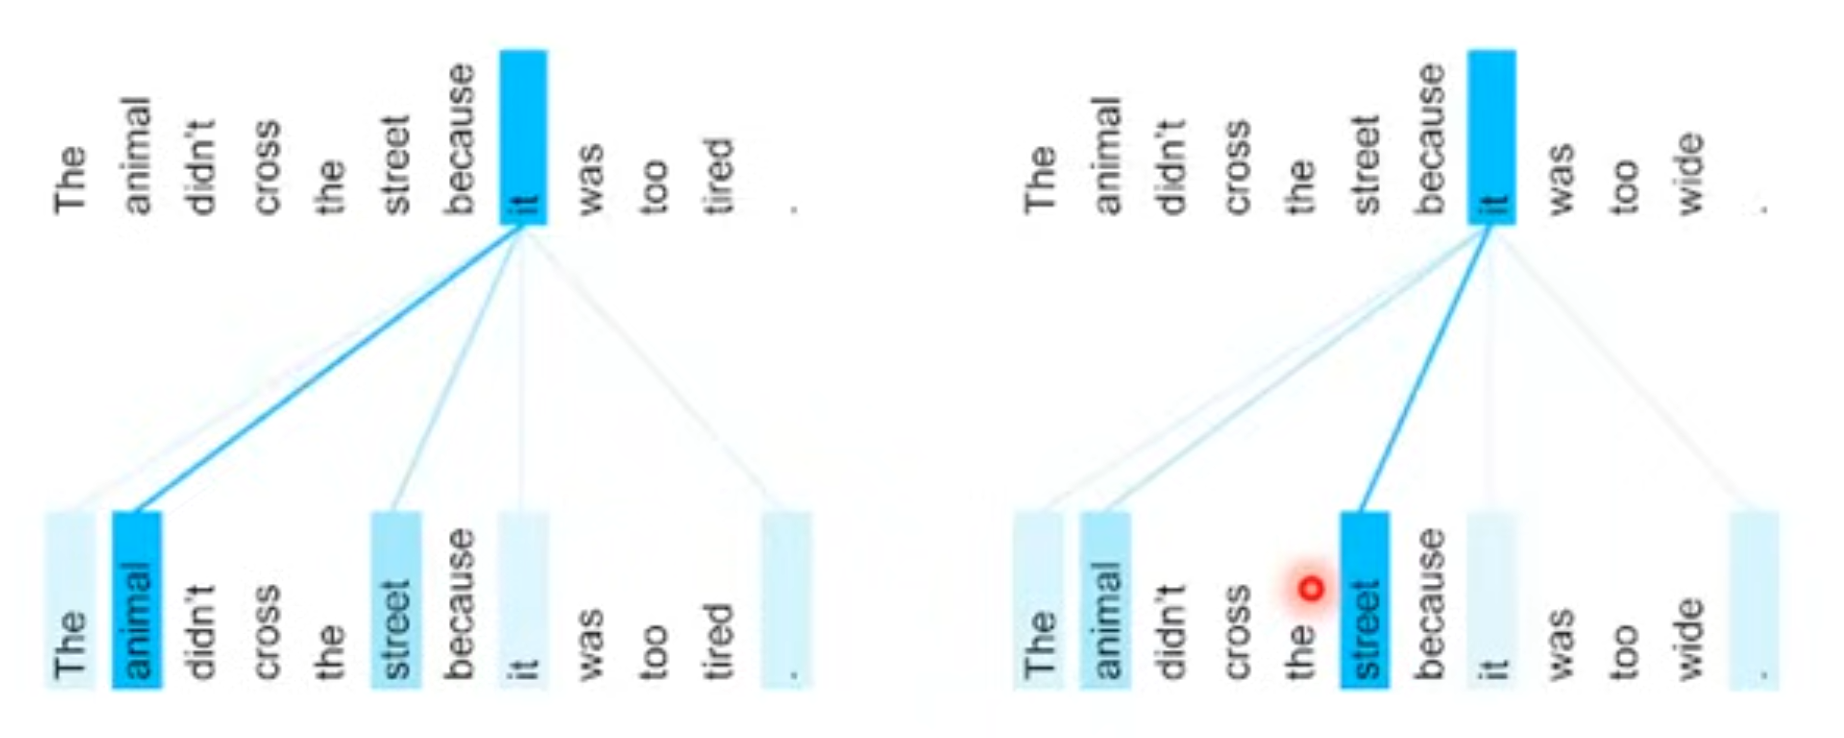 The animal didn't cross the street because it was too tired .
The animal didn't cross the street because it was too tired .
The animal didn't cross the street because it was too wide .
The animal didn't cross the street because it was too wide .